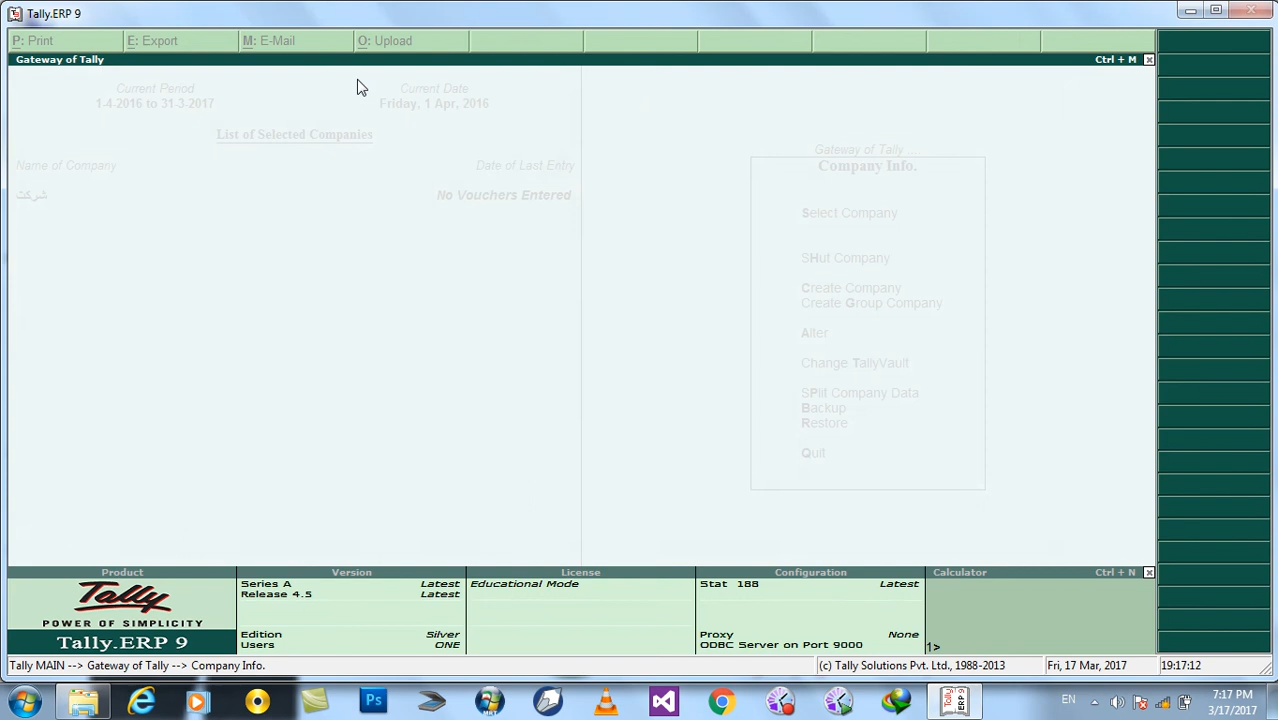 Tally.ERP 9
P: Print
E: Export
M: E-Mail
O: Upload
Gateway of Tally
Ctrl + M
Current Period
1-4-2016 to 31-3-2017
Current Date
Friday, 1 Apr, 2016
List of Selected Companies
Name of Company
Date of Last Entry
شركت
No Vouchers Entered
Gateway of Tally ....
Company Info.
Select Company
SHut Company
Create Company
Create Group Company
Alter
Change TallyVault
SPlit Company Data
Backup
Restore
Quit
Product
Tally
POWER OF SIMPLICITY
Tally.ERP 9
Version
Series A Latest
Release 4.5 Latest
Edition Silver
Users ONE
License
Educational Mode
Configuration
Stat 188 Latest
Proxy None
ODBC Server on Port 9000
Calculator
Ctrl + N
1>
Tally MAIN --> Gateway of Tally --> Company Info.
(c) Tally Solutions Pvt. Ltd., 1988-2013
Fri, 17 Mar, 2017
19:17:12
Ps
TALLY
ERP 9
EN
7:17 PM
3/17/2017